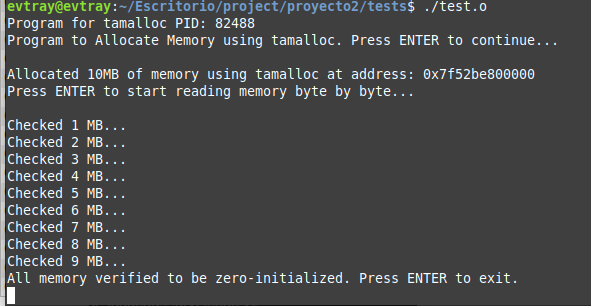 evtray@evtray:~/Escritorio/project/proyecto2/tests$ ./test.o
Program for tamalloc PID: 82488
Program to Allocate Memory using tamalloc. Press ENTER to continue...
Allocated 10MB of memory using tamalloc at address: 0x7f52be800000
Press ENTER to start reading memory byte by byte...
Checked 1 MB...
Checked 2 MB...
Checked 3 MB...
Checked 4 MB...
Checked 5 MB...
Checked 6 MB...
Checked 7 MB...
Checked 8 MB...
Checked 9 MB...
All memory verified to be zero-initialized. Press ENTER to exit.